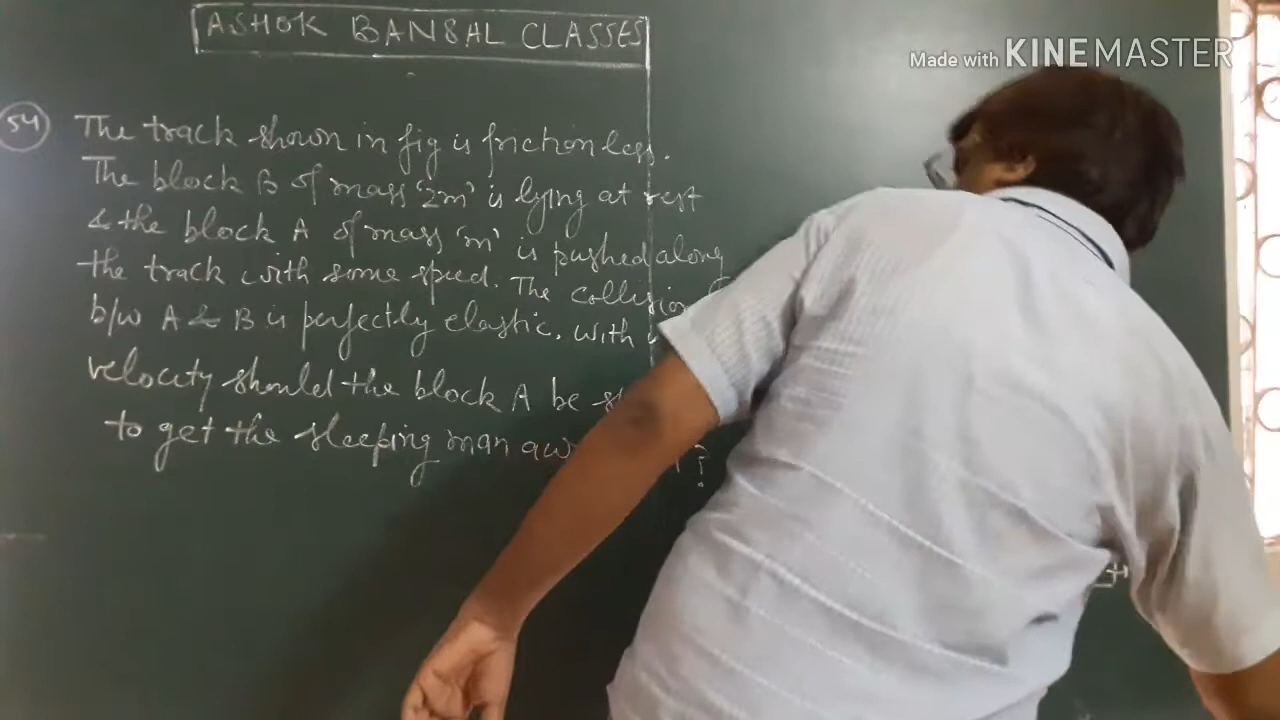 ASHOK BANSAL CLASSES
Made with KINEMASTER
54 The track shown in fig is frictionless.
The block B of mass '2m' is lying at rest
& the block A of mass 'm' is pushed along
the track with some speed. The collision
b/w A & B is perfectly elastic. With
velocity should the block A be
to get the sleeping man ?